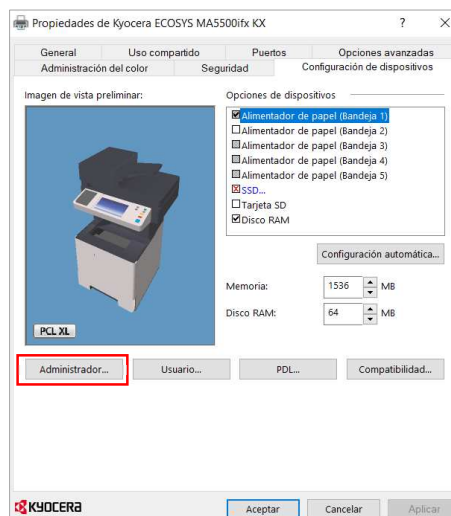 Propiedades de Kyocera ECOSYS MA5500ifx KX ? X
General Uso compartido Puertos Opciones avanzadas
Administración del color Seguridad Configuración de dispositivos
Imagen de vista preliminar:
Opciones de dispositivos
Alimentador de papel (Bandeja 1)
Alimentador de papel (Bandeja 2)
Alimentador de papel (Bandeja 3)
Alimentador de papel (Bandeja 4)
Alimentador de papel (Bandeja 5)
SSD...
Tarjeta SD
Disco RAM
Configuración automática...
Memoria: 1536 MB
Disco RAM: 64 MB
PCL XL
Administrador... Usuario... PDL... Compatibilidad...
KYOCERA
Aceptar Cancelar Aplicar